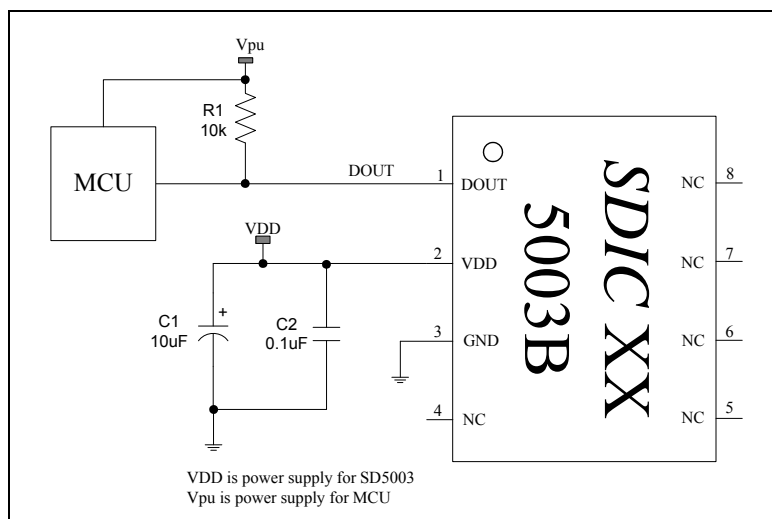 Vpu
R1
10k
MCU
DOUT
1
DOUT
NC
8
VDD
2
VDD
NC
7
C1
+
10uF
C2
0.1uF
3
GND
NC
6
4
NC
NC
5
SDIC XX
5003B
VDD is power supply for SD5003
Vpu is power supply for MCU